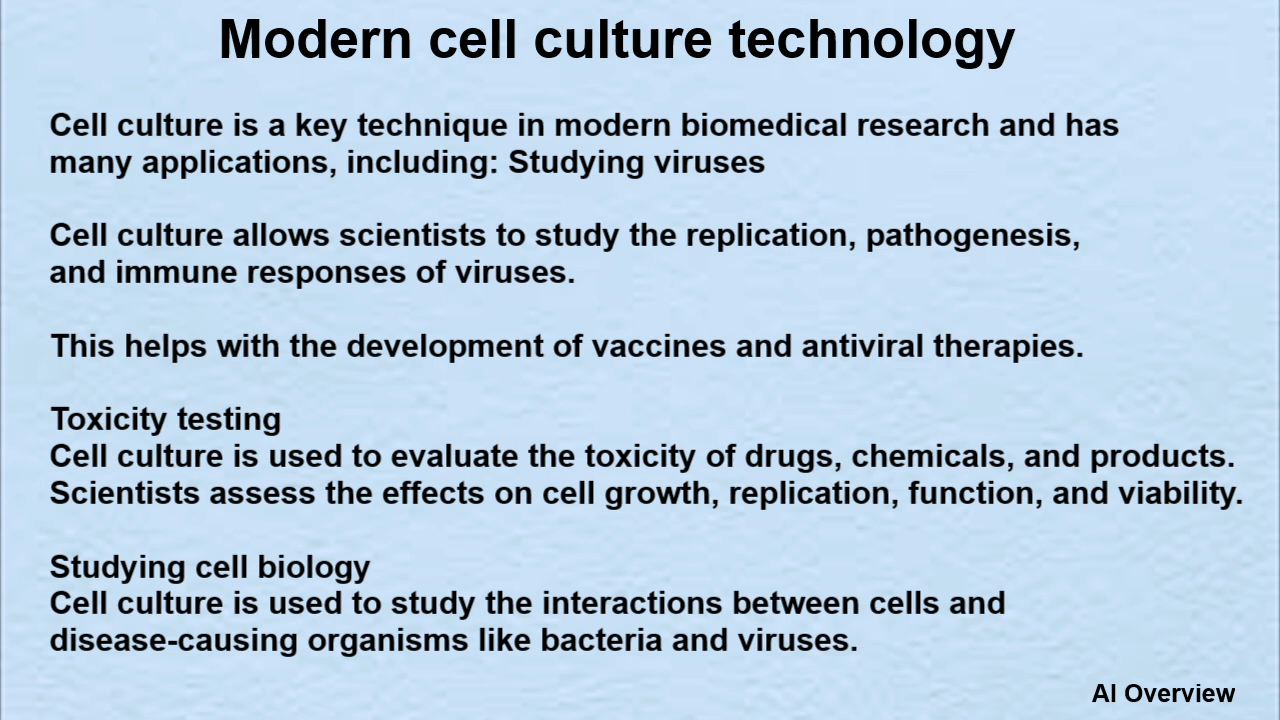 Modern cell culture technology
Cell culture is a key technique in modern biomedical research and has
many applications, including: Studying viruses
Cell culture allows scientists to study the replication, pathogenesis,
and immune responses of viruses.
This helps with the development of vaccines and antiviral therapies.
Toxicity testing
Cell culture is used to evaluate the toxicity of drugs, chemicals, and products.
Scientists assess the effects on cell growth, replication, function, and viability.
Studying cell biology
Cell culture is used to study the interactions between cells and
disease-causing organisms like bacteria and viruses.
AI Overview